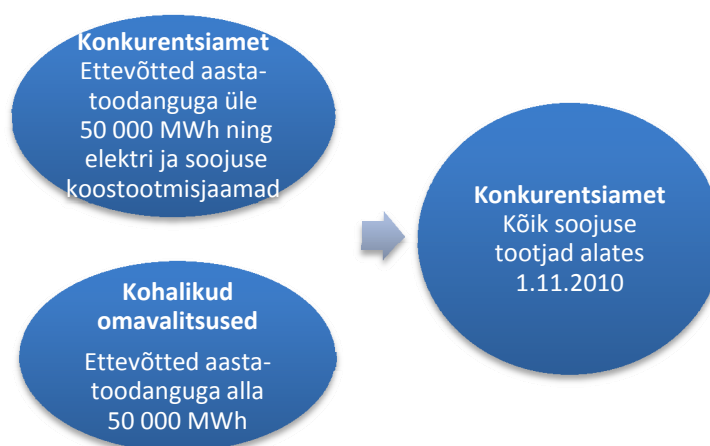 Konkurentsiamet
Ettevõtted aasta-
toodanguga üle
50 000 MWh ning
elektri ja soojuse
koostootmisjaamad
Kohalikud
omavalitsused
Ettevõtted aasta-
toodanguga alla
50 000 MWh
Konkurentsiamet
Kõik soojuse
tootjad alates
1.11.2010